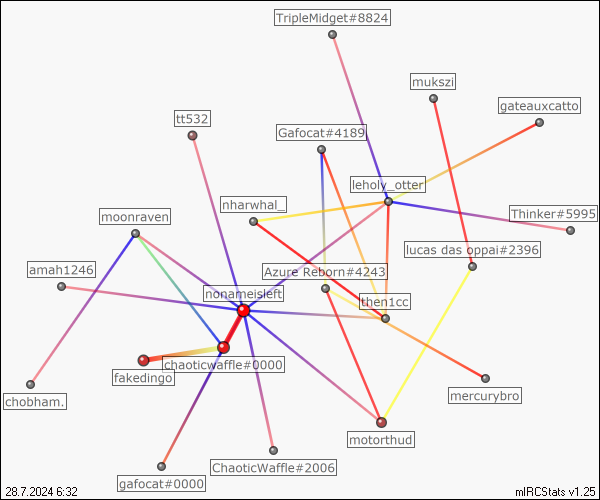 TripleMidget#8824
mukszi
gateauxcatto
tt532
Gafocat#4189
leholy_otter
nharwhal_
Thinker#5995
moonraven
lucas das oppai#2396
amah1246
Azure Reborn#4243
nonameisleft
then1cc
chaoticwaffle#0000
fakedingo
mercurybro
chobham.
motorthud
ChaoticWaffle#2006
gafocat#0000
28.7.2024 6:32
mIRCStats v1.25